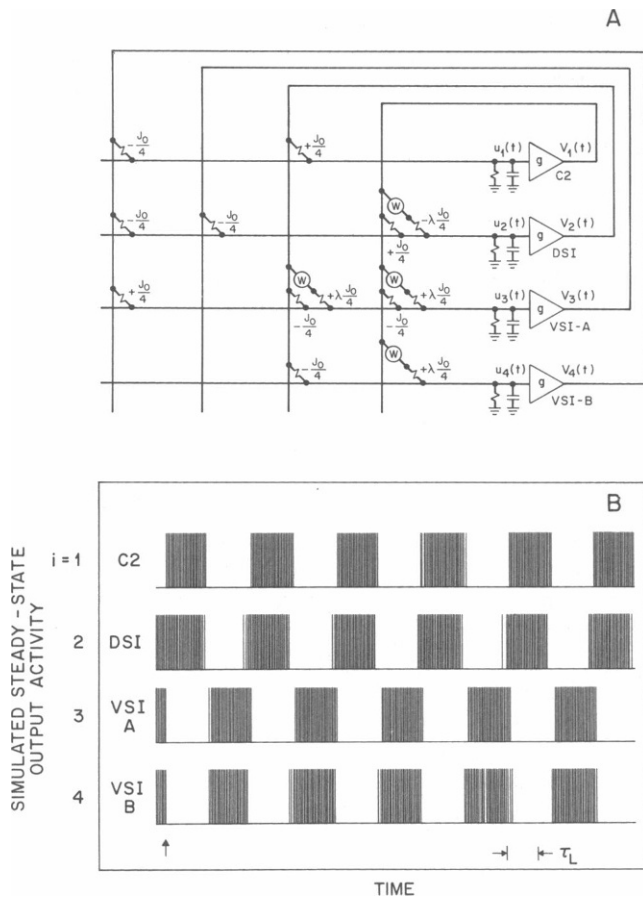 A
-J₀/4
+J₀/4
u₁(t)
g
V₁(t)
C2
W
-J₀/4
-J₀/4
-λJ₀/4
+J₀/4
u₂(t)
g
V₂(t)
DSI
+J₀/4
W
+λJ₀/4
-J₀/4
W
+λJ₀/4
-J₀/4
u₃(t)
g
V₃(t)
VSI-A
-J₀/4
W
+λJ₀/4
u₄(t)
g
V₄(t)
VSI-B
B
SIMULATED STEADY-STATE
OUTPUT ACTIVITY
i = 1 C2
2 DSI
3 VSI
A
4 VSI
B
τL
TIME